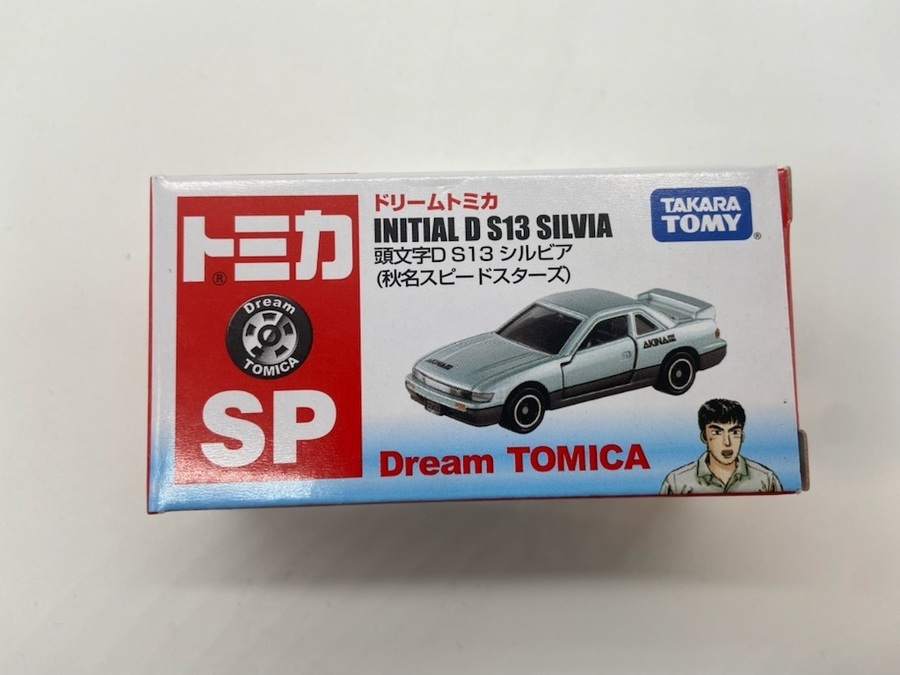 トミカ
®
Dream
TOMICA
SP
ドリームトミカ
INITIAL D S13 SILVIA
頭文字D S13 シルビア
(秋名スピードスターズ)
TAKARA
TOMY
®
Dream TOMICA